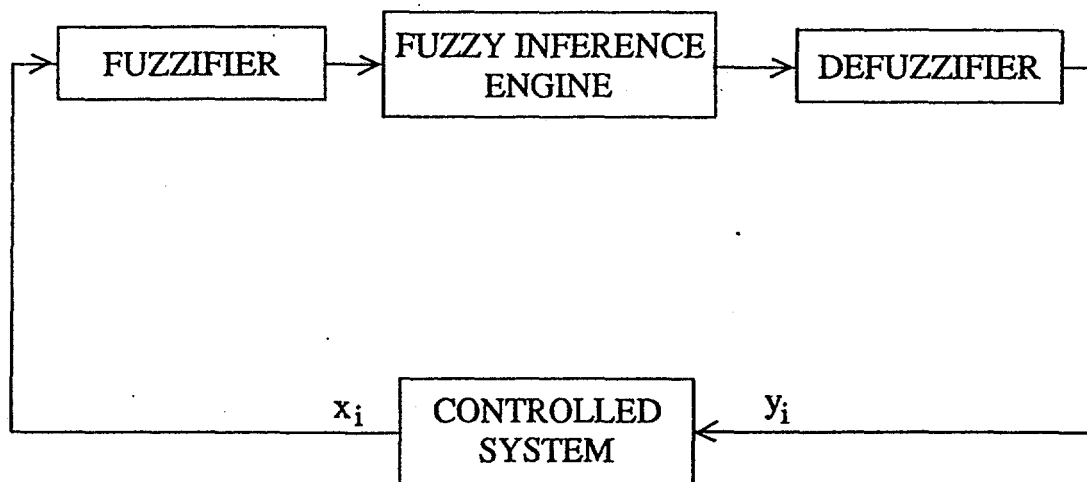 FUZZIFIER
FUZZY INFERENCE
ENGINE
DEFUZZIFIER
xi
CONTROLLED
SYSTEM
yi